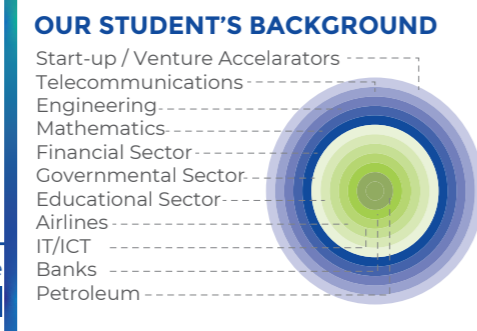 OUR STUDENT’S BACKGROUND
Start-up / Venture Accelarators
Telecommunications
Engineering
Mathematics
Financial Sector
Governmental Sector
Educational Sector
Airlines
IT/ICT
Banks
Petroleum